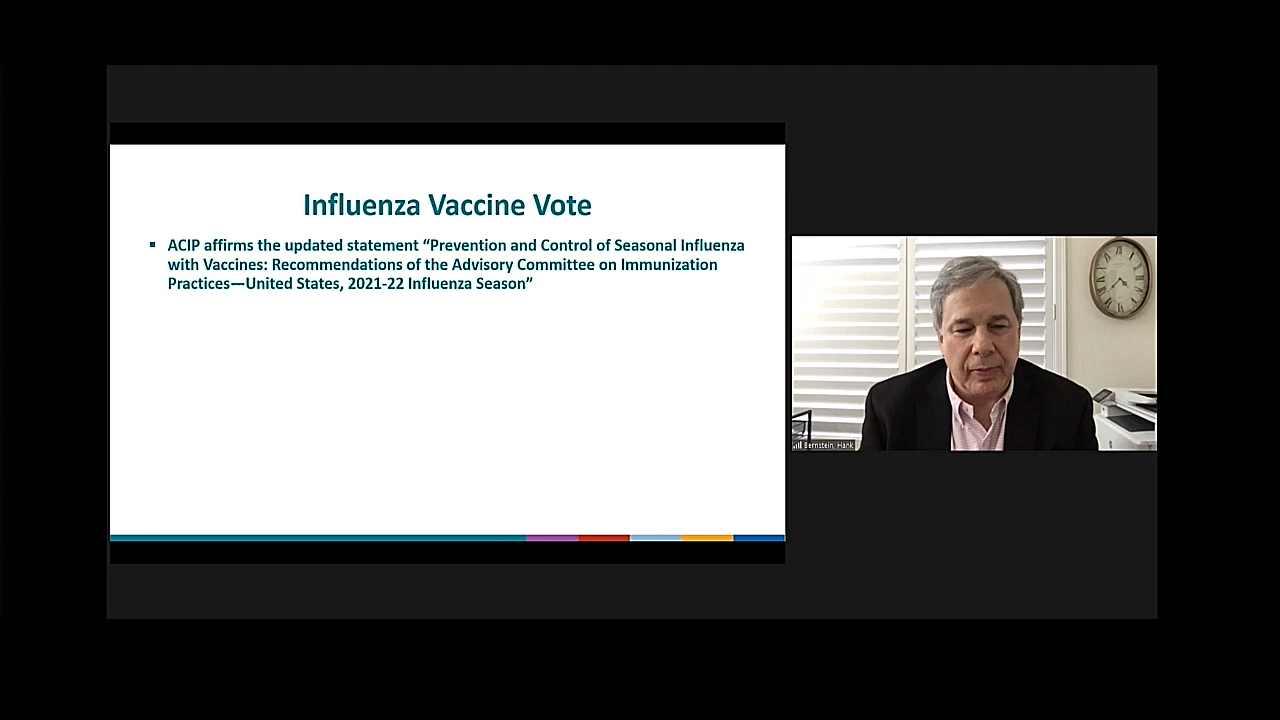 Influenza Vaccine Vote
▪ ACIP affirms the updated statement “Prevention and Control of Seasonal Influenza
with Vaccines: Recommendations of the Advisory Committee on Immunization
Practices—United States, 2021-22 Influenza Season”
Bernstein, Hank